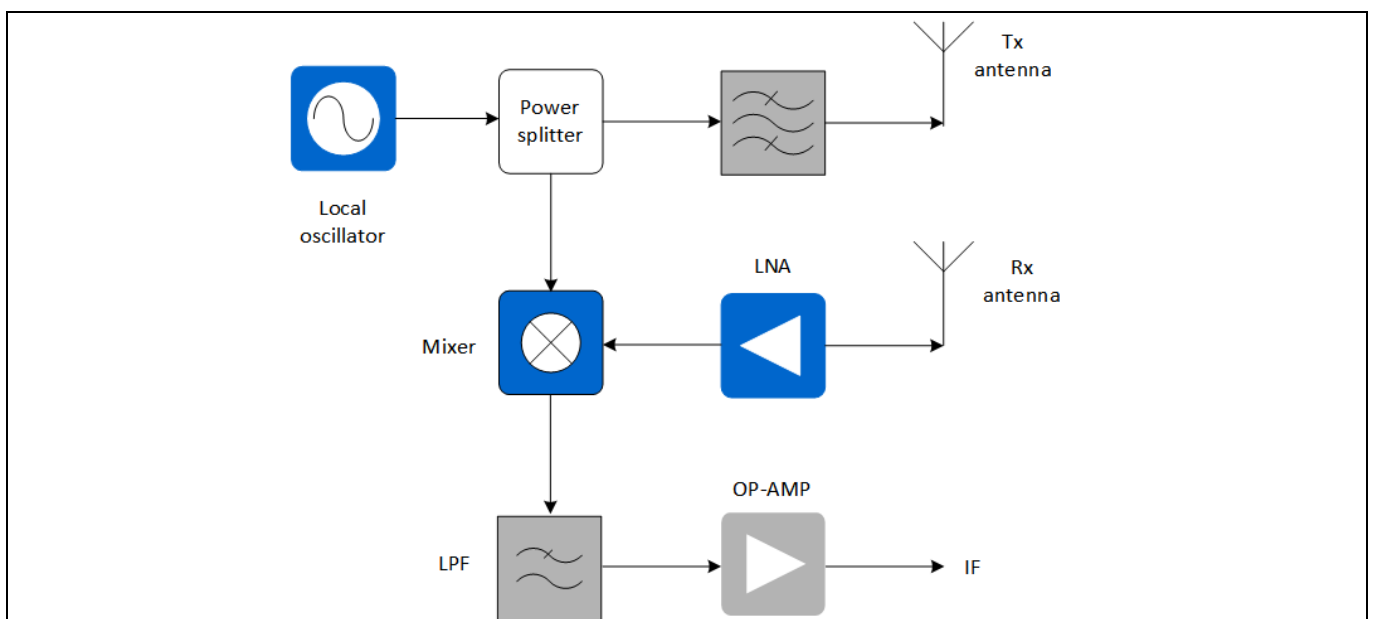 Tx
antenna
Power
splitter
Local
oscillator
LNA
Rx
antenna
Mixer
OP-AMP
LPF
IF